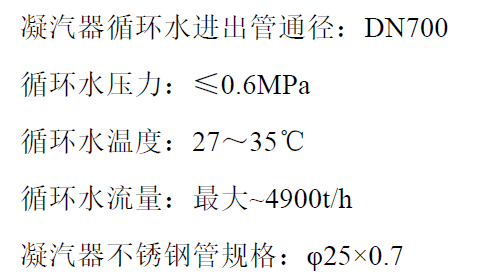 凝汽器循环水进出管通径：DN700
循环水压力：≤0.6MPa
循环水温度：27～35℃
循环水流量：最大~4900t/h
凝汽器不锈钢管规格：φ25×0.7